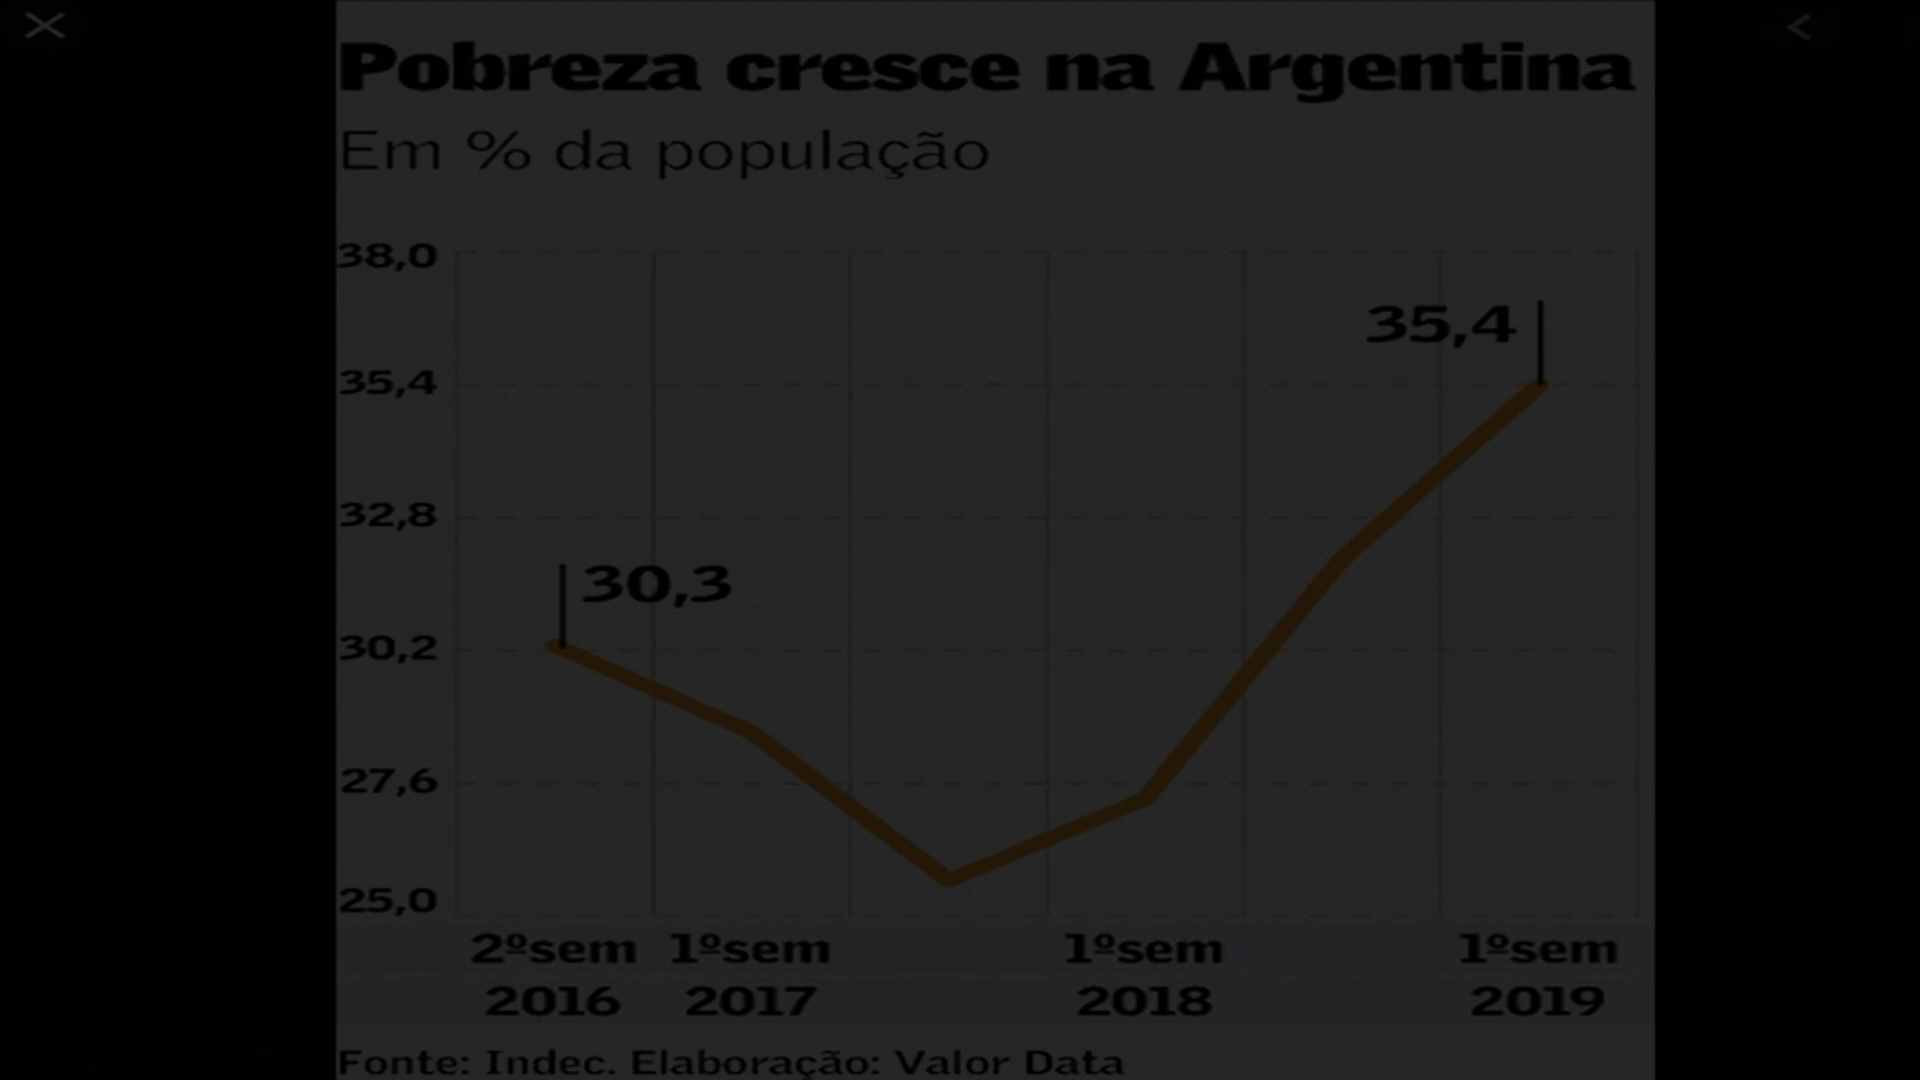 Pobreza cresce na Argentina
Em % da população
38,0
35,4
35,4
32,8
30,3
30,2
27,6
25,0
2ºsem 1ºsem 1ºsem 1ºsem
2016 2017 2018 2019
Fonte: Indec. Elaboração: Valor Data